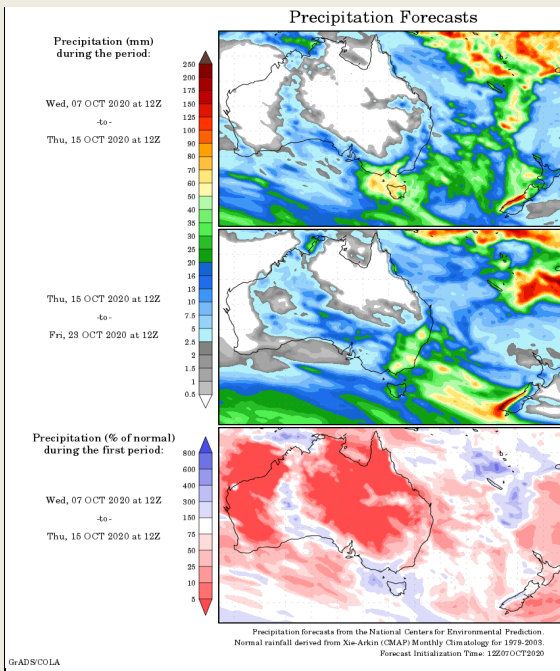 Precipitation Forecasts
Precipitation (mm)
during the period:
Wed, 07 OCT 2020 at 12Z
-to-
Thu, 15 OCT 2020 at 12Z
250
200
175
150
125
100
90
80
70
60
50
45
40
35
30
25
20
16
13
10
7.5
5
2.5
2
1.5
1
0.5
Thu, 15 OCT 2020 at 12Z
-to-
Fri, 23 OCT 2020 at 12Z
Precipitation (% of normal)
during the first period:
800
600
400
300
150
75
50
25
10
5
Wed, 07 OCT 2020 at 12Z
-to-
Thu, 15 OCT 2020 at 12Z
Precipitation forecasts from the National Centers for Environmental Prediction.
Normal rainfall derived from Xie-Arkin (CMAP) Monthly Climatology for 1979-2003.
Forecast Initialization Time: 12Z07OCT2020
GrADS/COLA